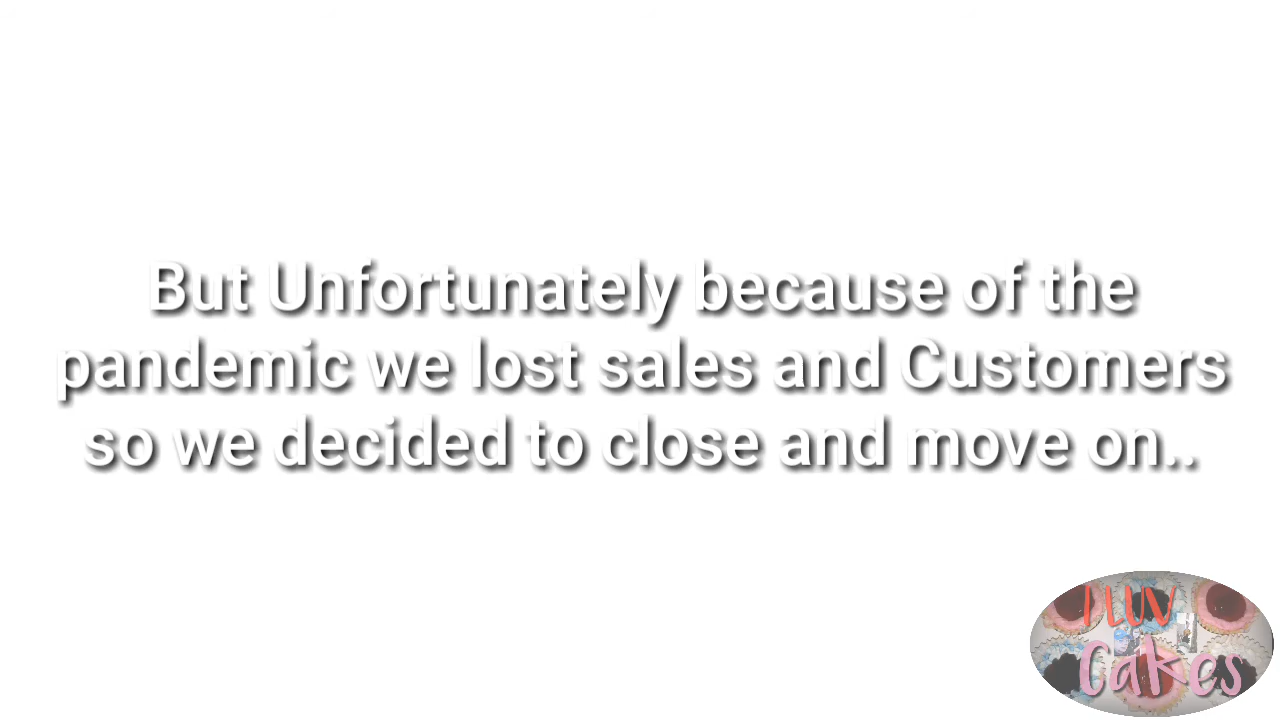 But Unfortunately because of the
pandemic we lost sales and Customers
so we decided to close and move on..
I LUV
Cakes